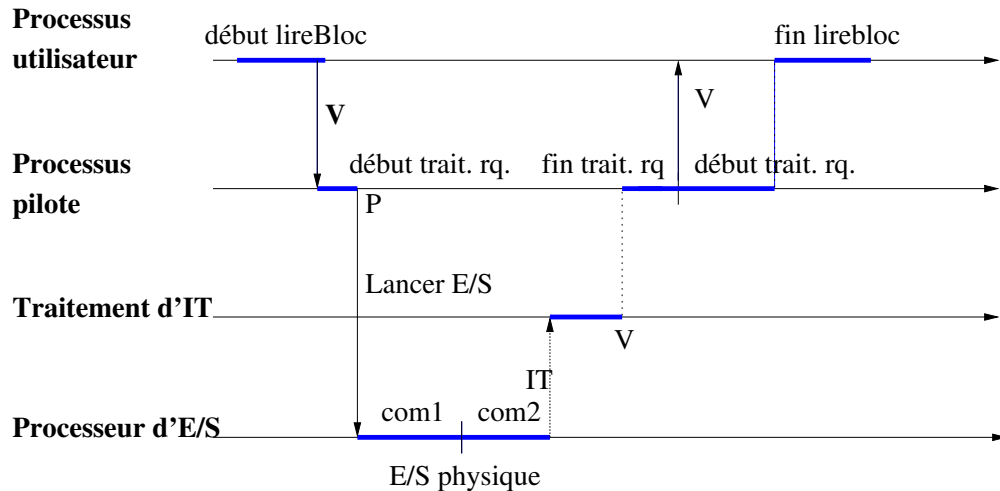 Processus
utilisateur
début lireBloc
fin lirebloc
V
V
Processus
pilote
début trait. rq.
fin trait. rq
début trait. rq.
P
Lancer E/S
Traitement d'IT
V
IT
Processeur d'E/S
com1
com2
E/S physique